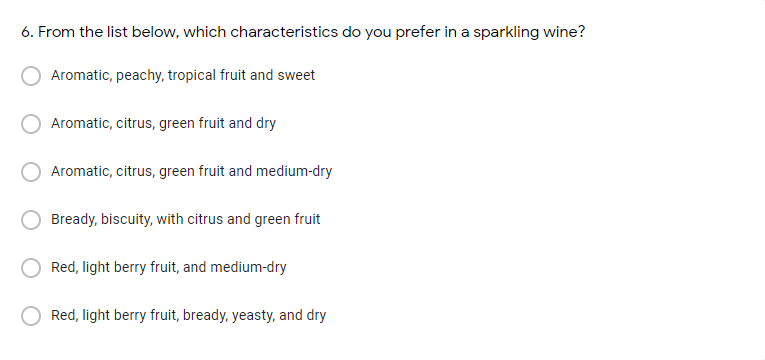 6. From the list below, which characteristics do you prefer in a sparkling wine?
Aromatic, peachy, tropical fruit and sweet
Aromatic, citrus, green fruit and dry
Aromatic, citrus, green fruit and medium-dry
Bready, biscuity, with citrus and green fruit
Red, light berry fruit, and medium-dry
Red, light berry fruit, bready, yeasty, and dry